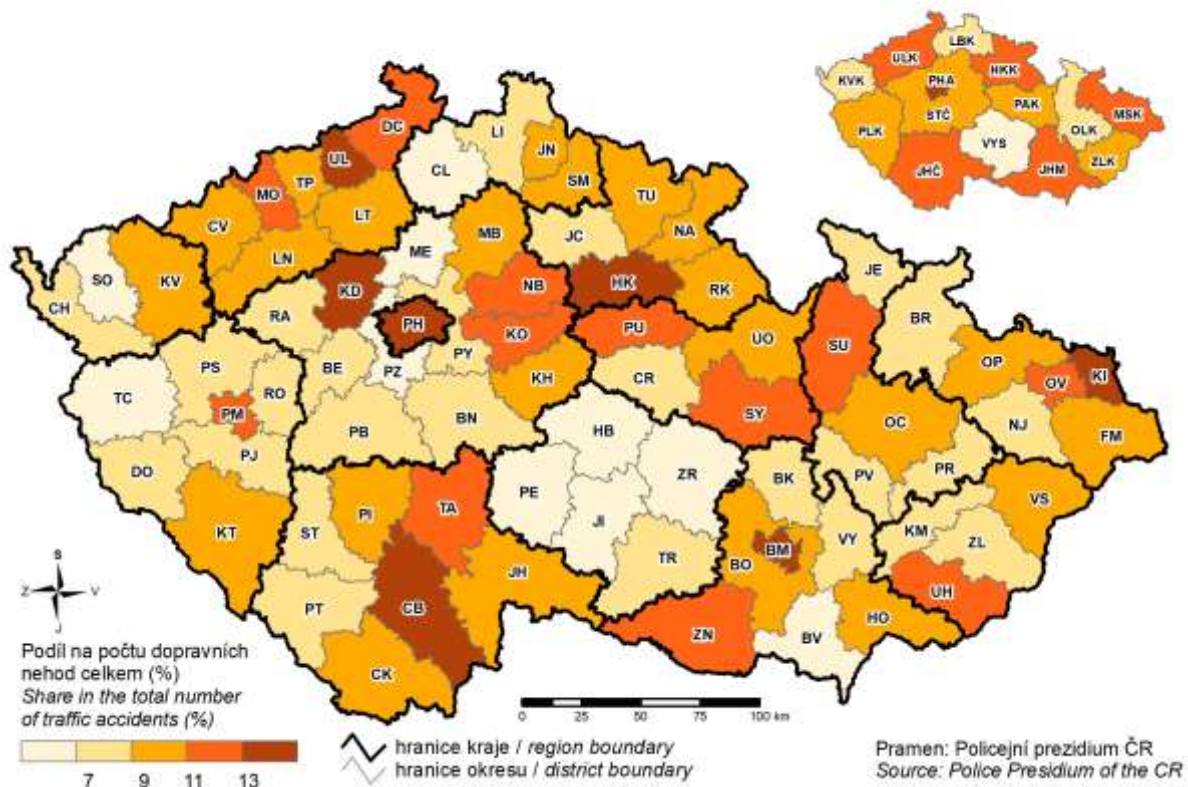 LBK
ULK
HKK
KVK
PHA
STČ
PAK
MSK
PLK
OLK
VYS
ZLK
JHČ
JHM
DC
LI
UL
JN
CL
TP
SM
MO
TU
LT
CV
MB
NA
ME
JC
LN
JE
SO
KV
NB
HK
RK
KD
CH
RA
PH
BR
PU
KO
SU
UO
PS
BE
PZ
PY
OP
KI
OV
TC
RO
KH
CR
PM
SY
OC
NJ
FM
PB
BN
HB
DO
PJ
ZR
BK
PV
PR
PE
VS
TA
PI
KT
ST
JI
KM
ZL
VY
BM
TR
BO
JH
UH
CB
PT
HO
ZN
BV
CK
S
Z V
J
Podíl na počtu dopravních
nehod celkem (%)
Share in the total number
of traffic accidents (%)
7 9 11 13
0 25 50 75 100 km
hranice kraje / region boundary
hranice okresu / district boundary
Pramen: Policejní prezidium ČR
Source: Police Presidium of the CR